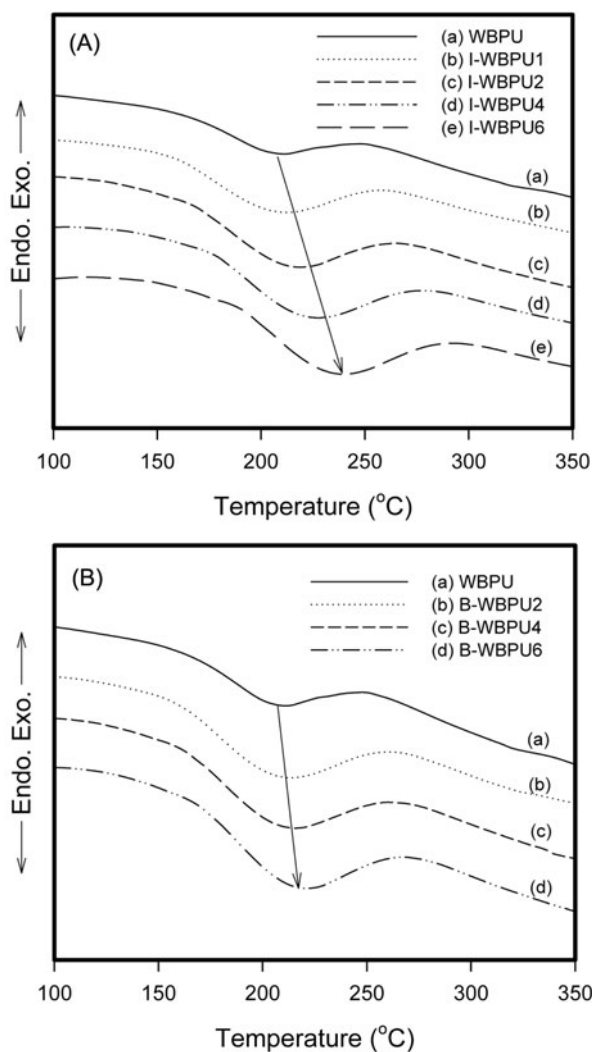 (A)
(a) WBPU
(b) I-WBPU1
(c) I-WBPU2
(d) I-WBPU4
(e) I-WBPU6
Endo. Exo.
(a)
(b)
(c)
(d)
(e)
100 150 200 250 300 350
Temperature (°C)
(B)
(a) WBPU
(b) B-WBPU2
(c) B-WBPU4
(d) B-WBPU6
Endo. Exo.
(a)
(b)
(c)
(d)
100 150 200 250 300 350
Temperature (°C)